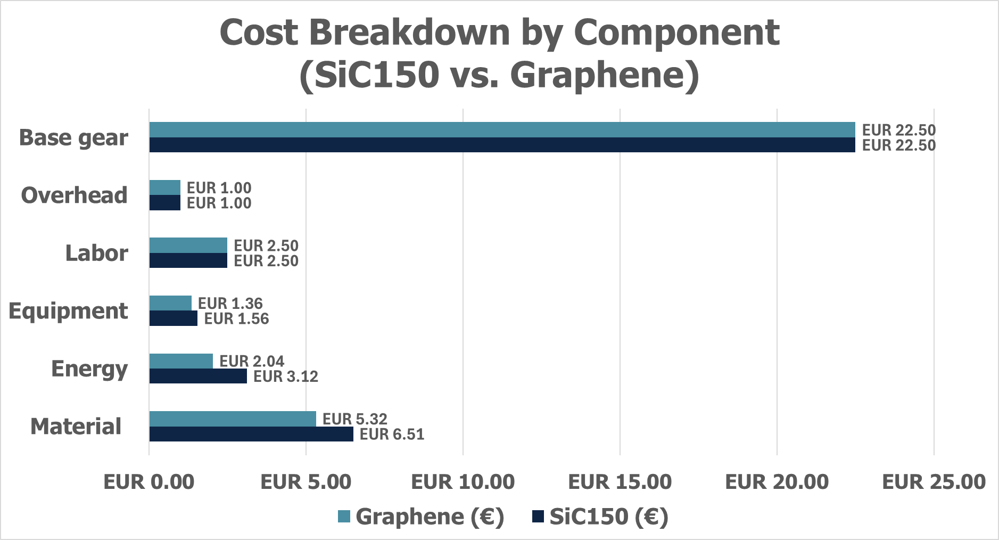 Cost Breakdown by Component
(SiC150 vs. Graphene)
Base gear
EUR 22.50
EUR 22.50
Overhead
EUR 1.00
EUR 1.00
Labor
EUR 2.50
EUR 2.50
Equipment
EUR 1.36
EUR 1.56
Energy
EUR 2.04
EUR 3.12
Material
EUR 5.32
EUR 6.51
EUR 0.00 EUR 5.00 EUR 10.00 EUR 15.00 EUR 20.00 EUR 25.00
Graphene (€) SiC150 (€)